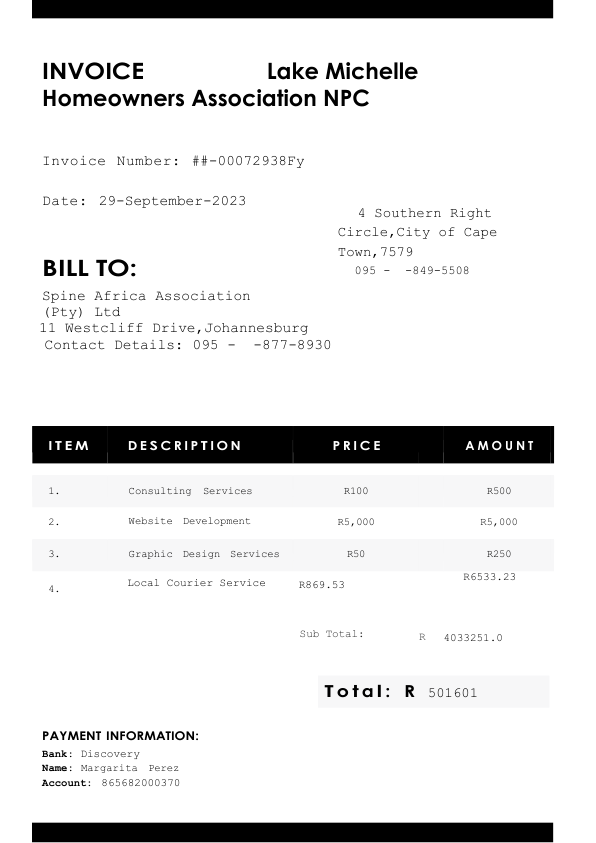 INVOICE Lake Michelle
Homeowners Association NPC
Invoice Number: ##-00072938Fy
Date: 29-September-2023
4 Southern Right
Circle,City of Cape
Town,7579
095 - -849-5508
BILL TO:
Spine Africa Association
(Pty) Ltd
11 Westcliff Drive,Johannesburg
Contact Details: 095 - -877-8930
ITEM DESCRIPTION PRICE AMOUNT
1. Consulting Services R100 R500
2. Website Development R5,000 R5,000
3. Graphic Design Services R50 R250
4. Local Courier Service R869.53 R6533.23
Sub Total: R 4033251.0
Total: R 501601
PAYMENT INFORMATION:
Bank: Discovery
Name: Margarita Perez
Account: 865682000370